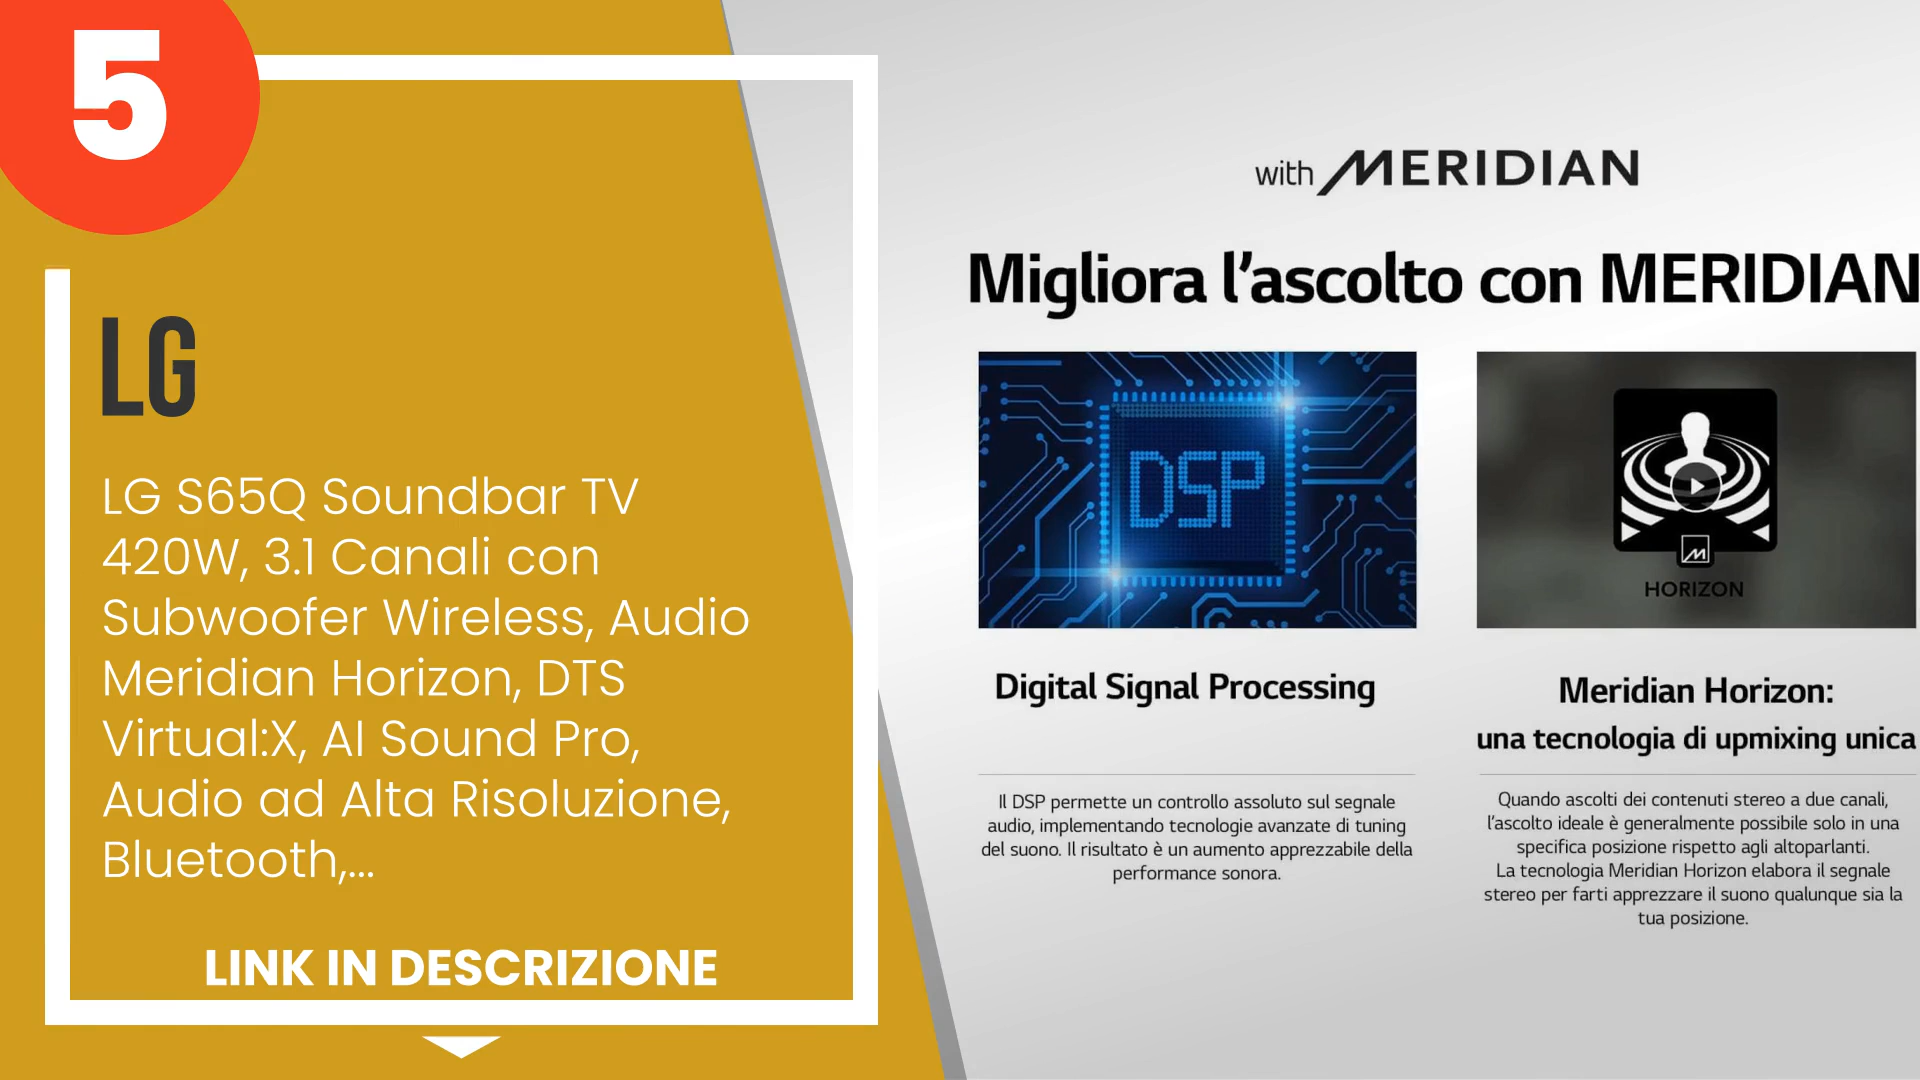 5
LG
LG S65Q Soundbar TV
420W, 3.1 Canali con
Subwoofer Wireless, Audio
Meridian Horizon, DTS
Virtual:X, AI Sound Pro,
Audio ad Alta Risoluzione,
Bluetooth,...
LINK IN DESCRIZIONE
with MERIDIAN
Migliora l'ascolto con MERIDIAN
DSP
Digital Signal Processing
Il DSP permette un controllo assoluto sul segnale
audio, implementando tecnologie avanzate di tuning
del suono. Il risultato è un aumento apprezzabile della
performance sonora.
HORIZON
Meridian Horizon:
una tecnologia di upmixing unica
Quando ascolti dei contenuti stereo a due canali,
l'ascolto ideale è generalmente possibile solo in una
specifica posizione rispetto agli altoparlanti.
La tecnologia Meridian Horizon elabora il segnale
stereo per farti apprezzare il suono qualunque sia la
tua posizione.